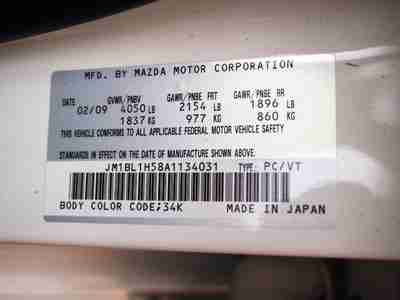 MFD. BY MAZDA MOTOR CORPORATION
DATE GVWR/PNBV GAWR/PNBE FRT GAWR/PNBE RR
02/09 4050 LB 2154 LB 1896 LB
1837 KG 977 KG 860 KG
THIS VEHICLE CONFORMS TO ALL APPLICABLE FEDERAL MOTOR VEHICLE SAFETY
STANDARDS IN EFFECT ON THE DATE OF MANUFACTURE SHOWN ABOVE.
JM1BL1H58A1134031 TYPE: PC/VT
BODY COLOR CODE;34K MADE IN JAPAN